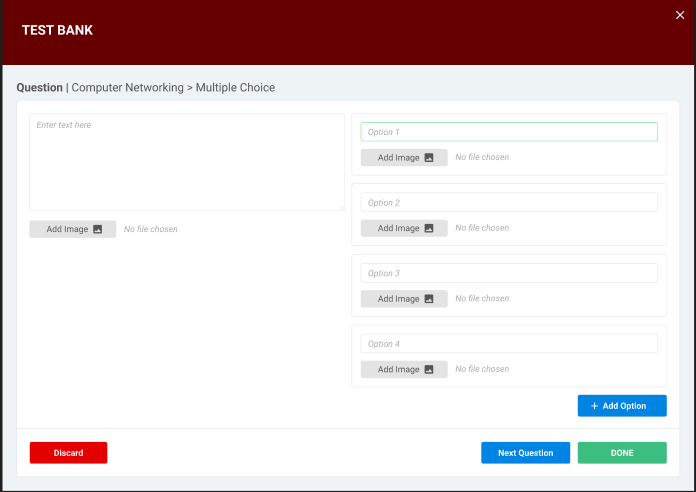 TEST BANK
Question | Computer Networking > Multiple Choice
Enter text here
Add Image No file chosen
Option 1
Add Image No file chosen
Option 2
Add Image No file chosen
Option 3
Add Image No file chosen
Option 4
Add Image No file chosen
+ Add Option
Discard
Next Question
DONE